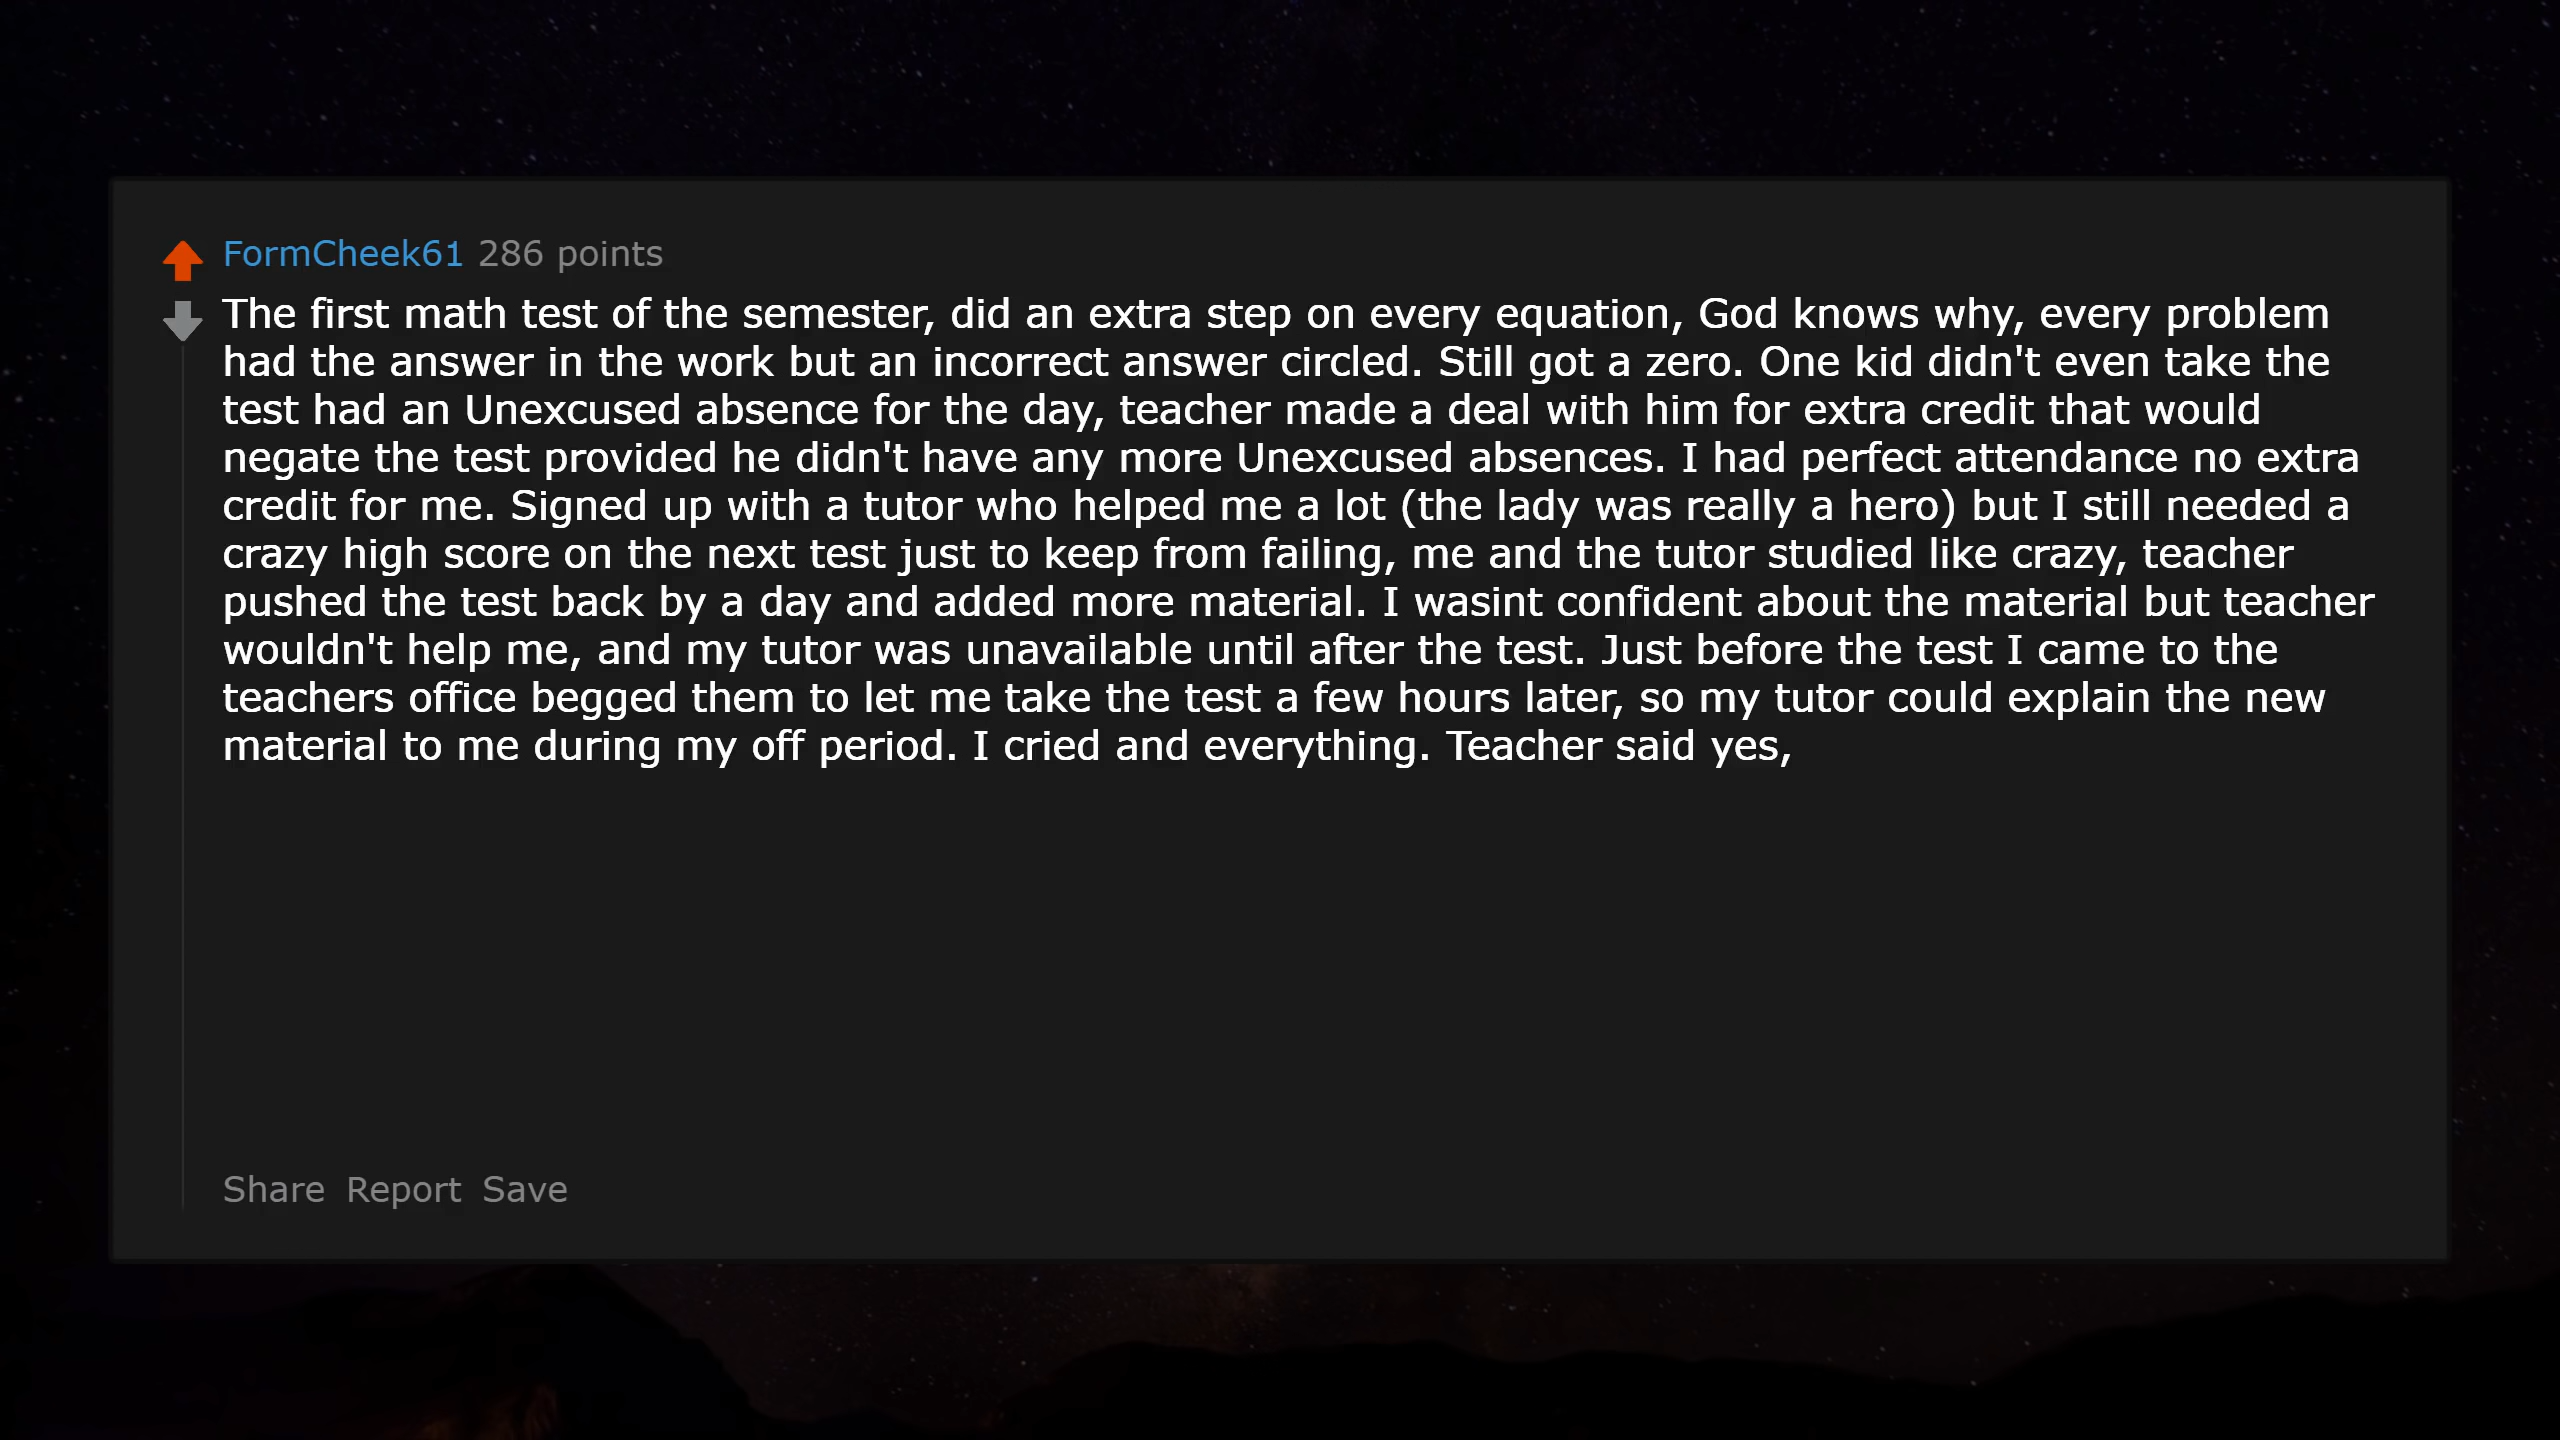 FormCheek61 286 points
The first math test of the semester, did an extra step on every equation, God knows why, every problem
had the answer in the work but an incorrect answer circled. Still got a zero. One kid didn't even take the
test had an Unexcused absence for the day, teacher made a deal with him for extra credit that would
negate the test provided he didn't have any more Unexcused absences. I had perfect attendance no extra
credit for me. Signed up with a tutor who helped me a lot (the lady was really a hero) but I still needed a
crazy high score on the next test just to keep from failing, me and the tutor studied like crazy, teacher
pushed the test back by a day and added more material. I wasint confident about the material but teacher
wouldn't help me, and my tutor was unavailable until after the test. Just before the test I came to the
teachers office begged them to let me take the test a few hours later, so my tutor could explain the new
material to me during my off period. I cried and everything. Teacher said yes,
Share Report Save